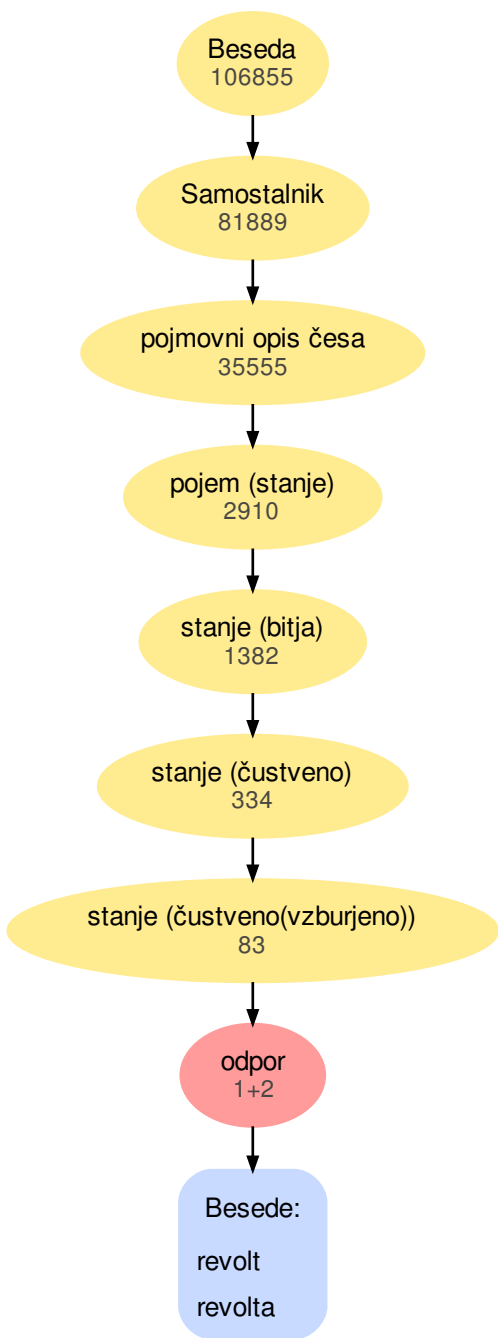 Beseda
106855
Samostalnik
81889
pojmovni opis česa
35555
pojem (stanje)
2910
stanje (bitja)
1382
stanje (čustveno)
334
stanje (čustveno(vzburjeno))
83
odpor
1+2
Besede:
revolt
revolta